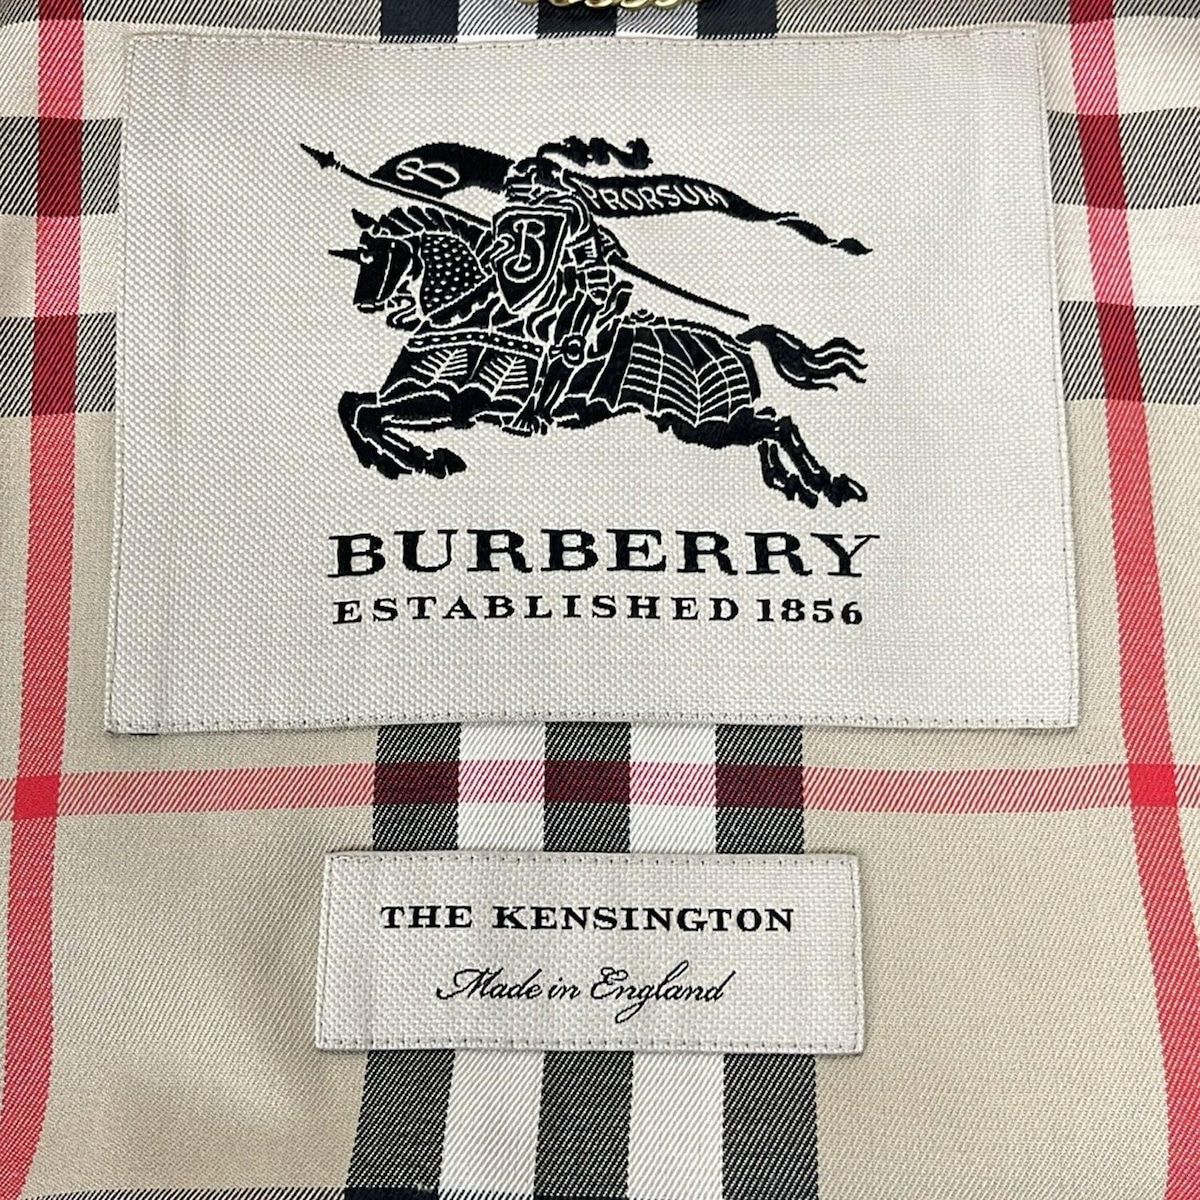 B
PRORSUM
B
BURBERRY
ESTABLISHED 1856
THE KENSINGTON
Made in England